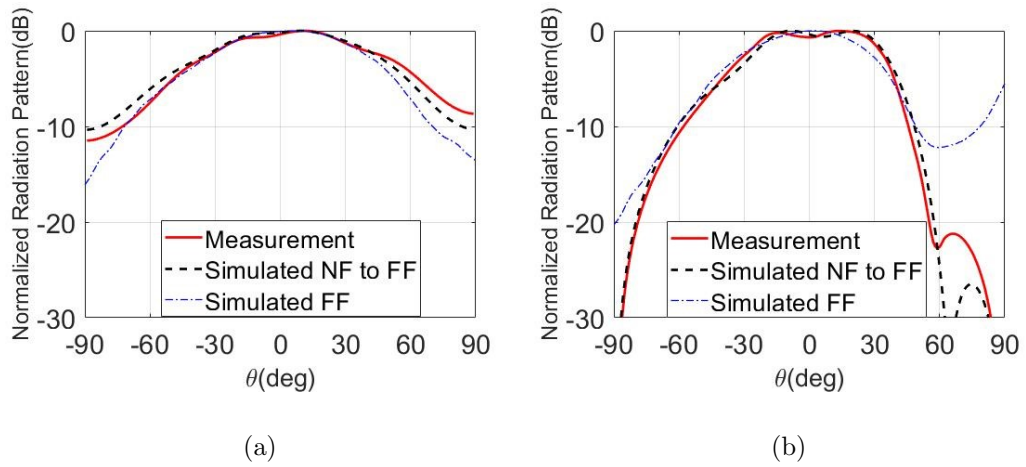 Normalized Radiation Pattern(dB)
0
-10
-20
-30
-90 -60 -30 0 30 60 90
θ(deg)
Measurement
Simulated NF to FF
Simulated FF
(a)
Normalized Radiation Pattern(dB)
0
-10
-20
-30
-90 -60 -30 0 30 60 90
θ(deg)
Measurement
Simulated NF to FF
Simulated FF
(b)